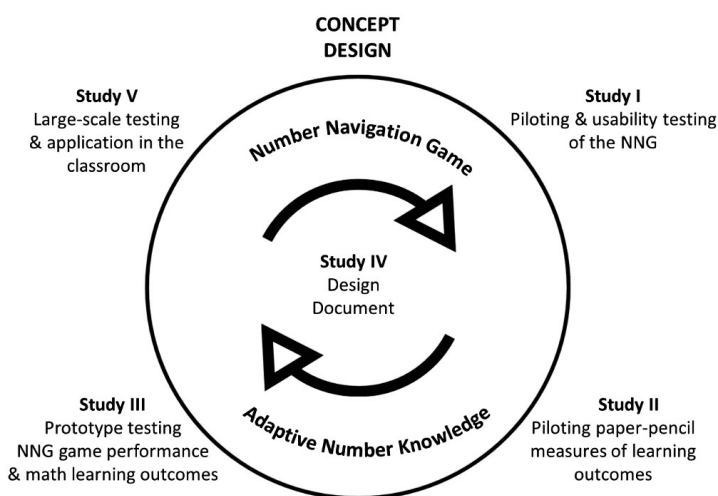 CONCEPT
DESIGN
Study V
Large-scale testing
& application in the
classroom
Study I
Piloting & usability testing
of the NNG
Number Navigation Game
Study IV
Design
Document
Adaptive Number Knowledge
Study III
Prototype testing
NNG game performance
& math learning outcomes
Study II
Piloting paper-pencil
measures of learning
outcomes